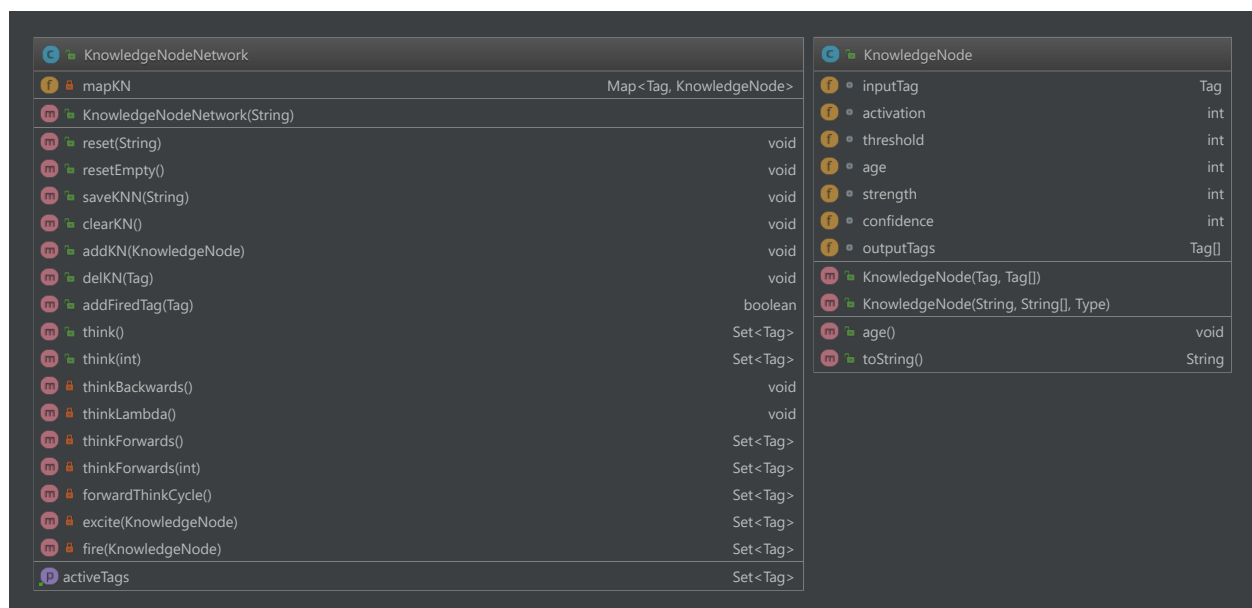 KnowledgeNodeNetwork
mapKN Map<Tag, KnowledgeNode>
KnowledgeNodeNetwork(String)
reset(String) void
resetEmpty() void
saveKNN(String) void
clearKN() void
addKN(KnowledgeNode) void
delKN(Tag) void
addFiredTag(Tag) boolean
think() Set<Tag>
think(int) Set<Tag>
thinkBackwards() void
thinkLambda() void
thinkForwards() Set<Tag>
thinkForwards(int) Set<Tag>
forwardThinkCycle() Set<Tag>
excite(KnowledgeNode) Set<Tag>
fire(KnowledgeNode) Set<Tag>
activeTags Set<Tag>
KnowledgeNode
inputTag Tag
activation int
threshold int
age int
strength int
confidence int
outputTags Tag[]
KnowledgeNode(Tag, Tag[])
KnowledgeNode(String, String[], Type)
age() void
toString() String